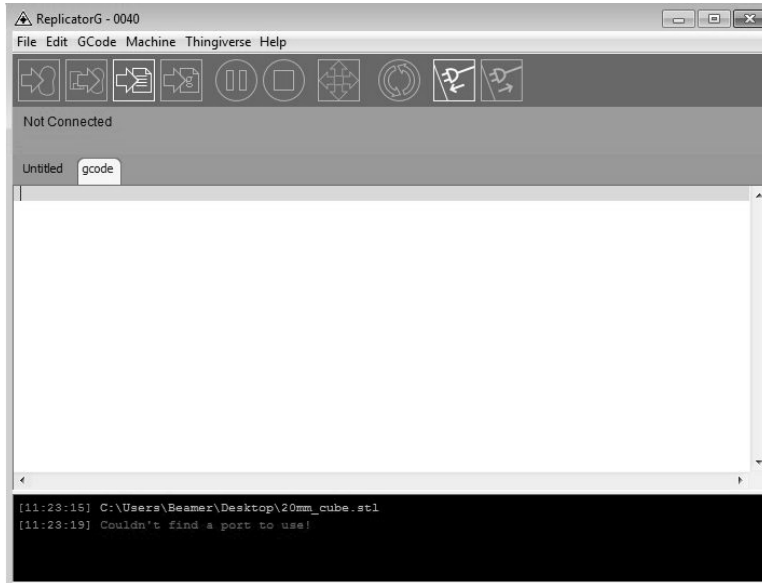 ReplicatorG - 0040
File Edit GCode Machine Thingiverse Help
Not Connected
Untitled gcode
[11:23:15] C:\Users\Beamer\Desktop\20mm_cube.stl
[11:23:19] Couldn't find a port to use!